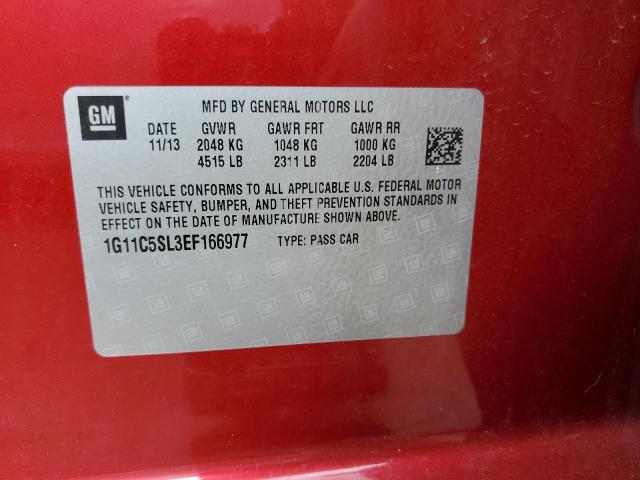 GM
MFD BY GENERAL MOTORS LLC
DATE GVWR GAWR FRT GAWR RR
11/13 2048 KG 1048 KG 1000 KG
4515 LB 2311 LB 2204 LB
THIS VEHICLE CONFORMS TO ALL APPLICABLE U.S. FEDERAL MOTOR
VEHICLE SAFETY, BUMPER, AND THEFT PREVENTION STANDARDS IN
EFFECT ON THE DATE OF MANUFACTURE SHOWN ABOVE.
1G11C5SL3EF166977 TYPE: PASS CAR